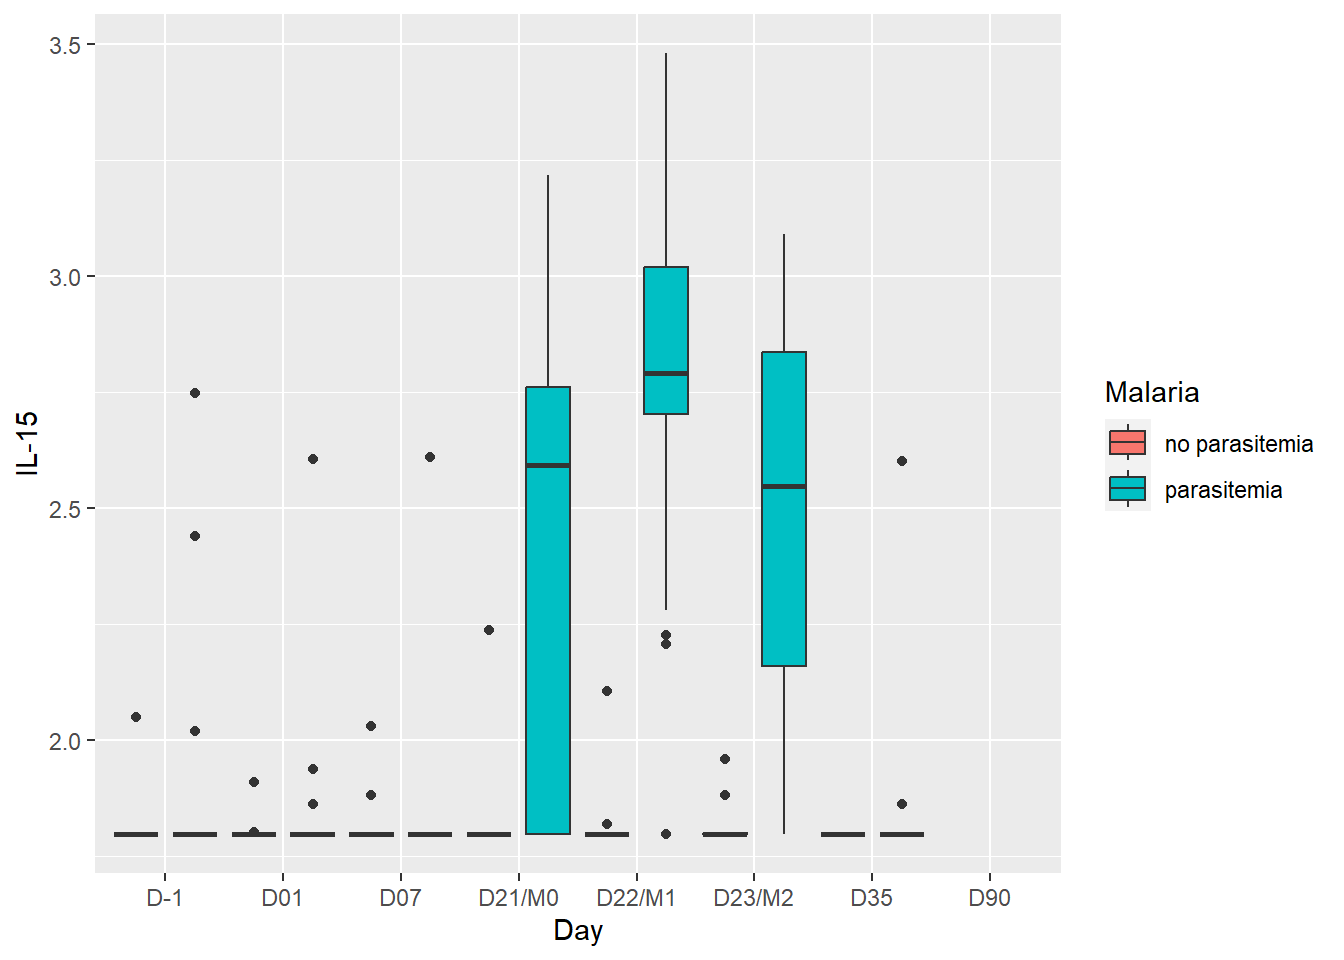 3.5
3.0
2.5
2.0
IL-15
D-1
D01
D07
D21/M0
D22/M1
D23/M2
D35
D90
Day
Malaria
no parasitemia
parasitemia